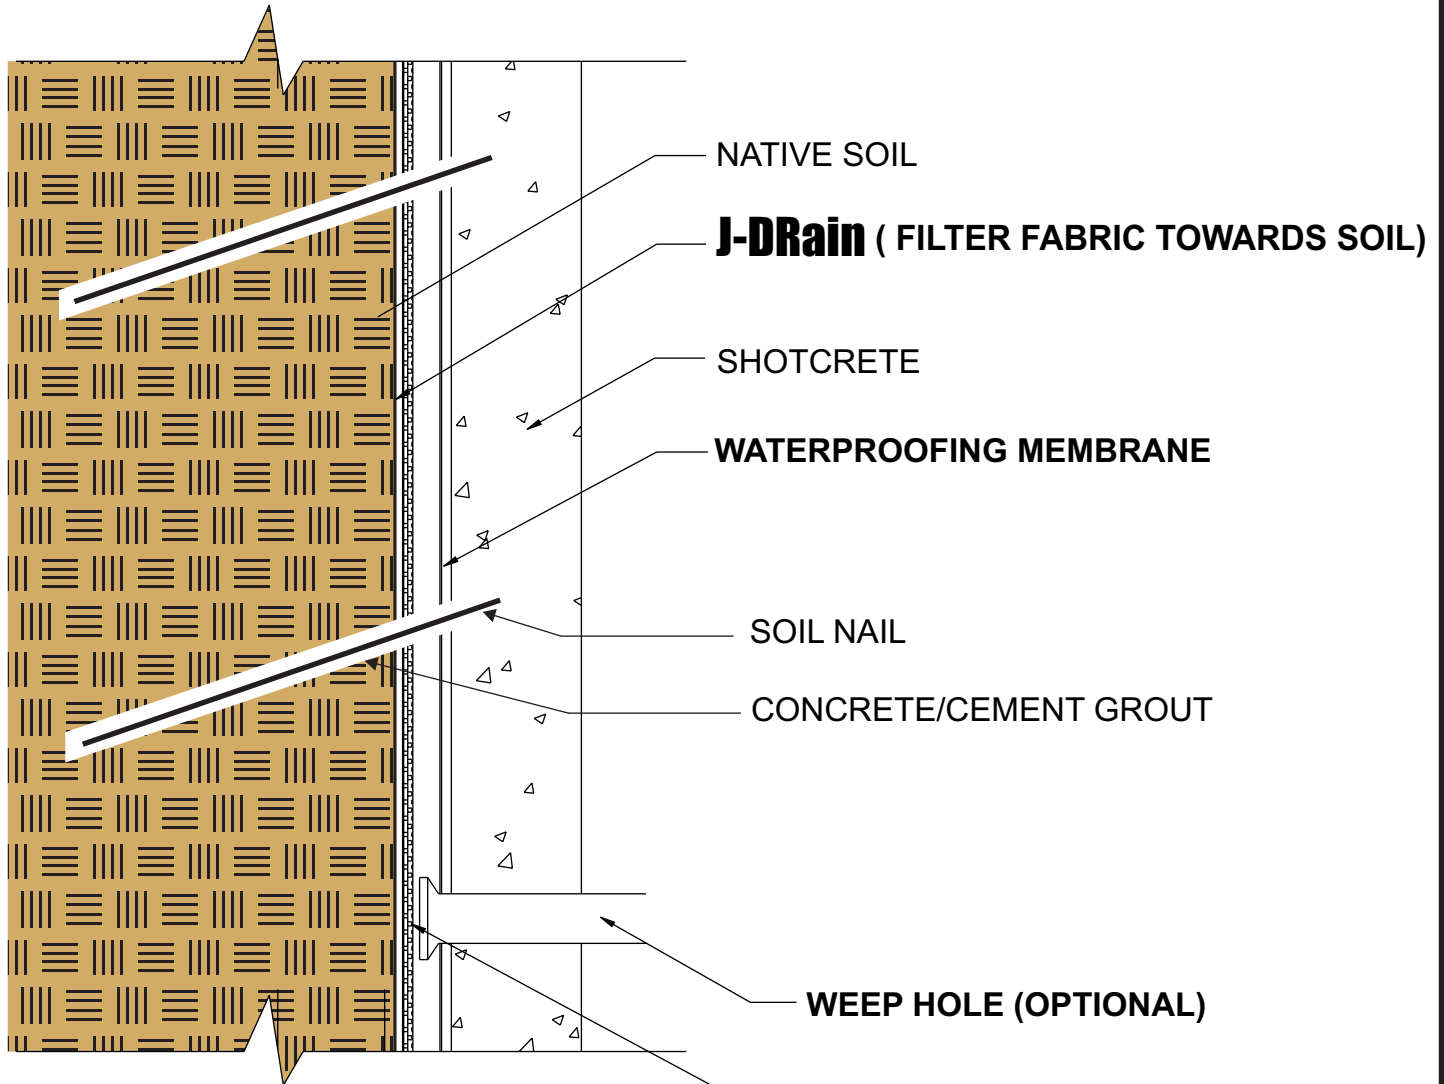 NATIVE SOIL
J-DRain ( FILTER FABRIC TOWARDS SOIL)
SHOTCRETE
WATERPROOFING MEMBRANE
SOIL NAIL
CONCRETE/CEMENT GROUT
WEEP HOLE (OPTIONAL)